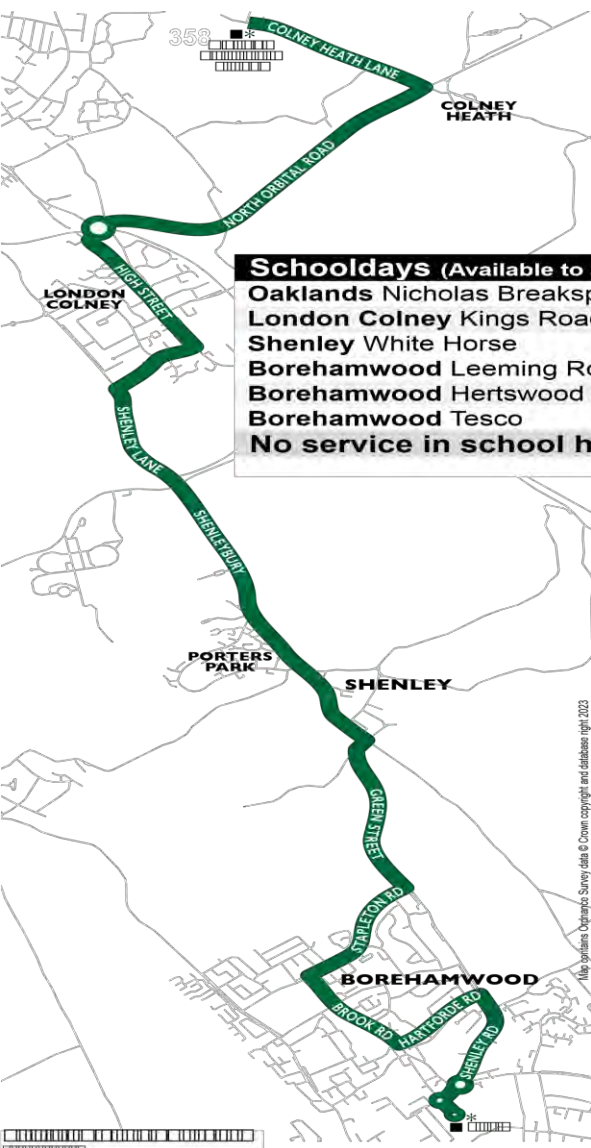 358
*
COLNEY HEATH LANE
COLNEY
HEATH
NORTH ORBITAL ROAD
LONDON
COLNEY
HIGH STREET
Schooldays (Available to
Oaklands Nicholas Breaksp
London Colney Kings Roa
Shenley White Horse
Borehamwood Leeming Ro
Borehamwood Hertswood
Borehamwood Tesco
No service in school h
SHENLEY LANE
SHENLEYBURY
PORTERS
PARK
SHENLEY
GREEN STREET
STAPLETON RD
BOREHAMWOOD
BROOK RD
HARTFORDE RD
SHENLEY RD
*
Map contains Ordnance Survey data © Crown copyright and database right 2023